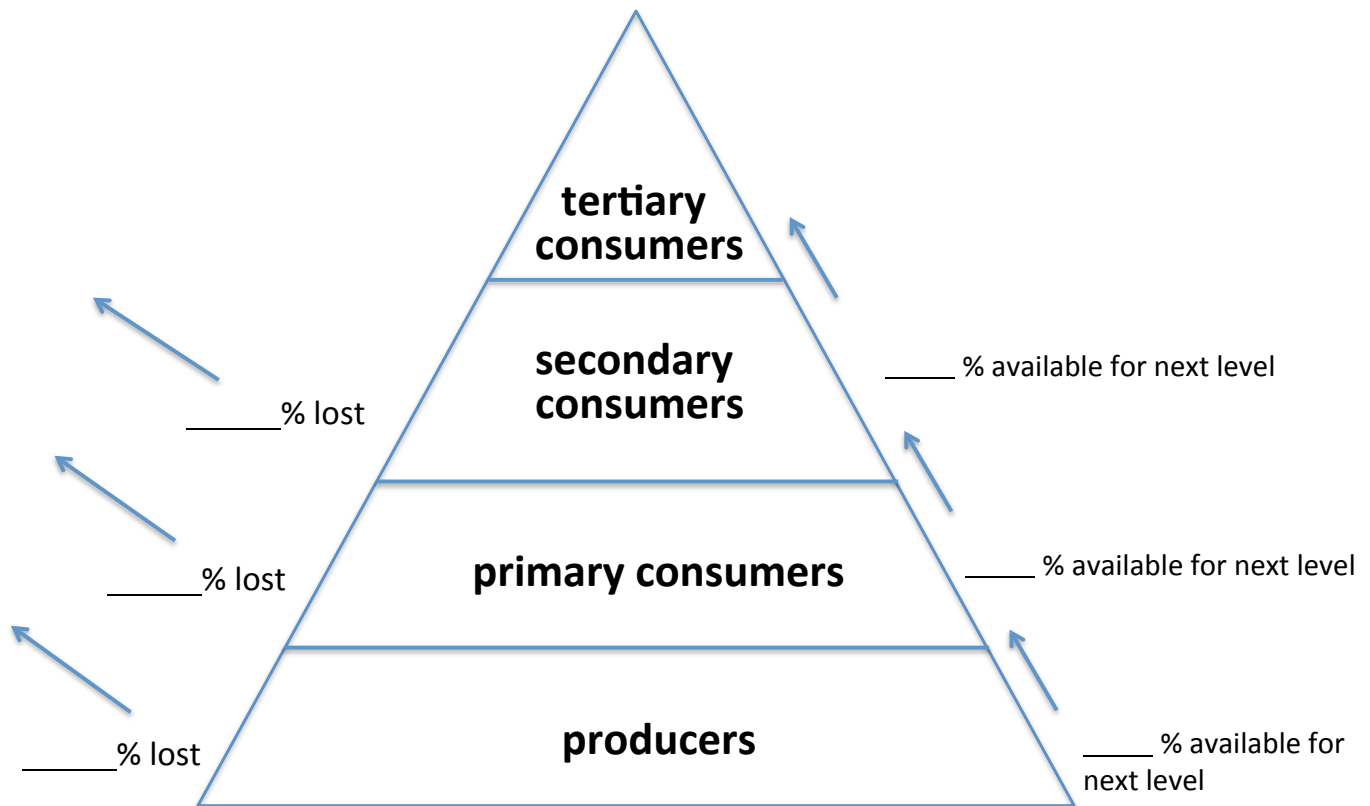 tertiary
consumers
secondary
consumers
_____ % available for next level
______% lost
primary consumers
_____ % available for next level
______% lost
producers
_____ % available for
next level
______% lost